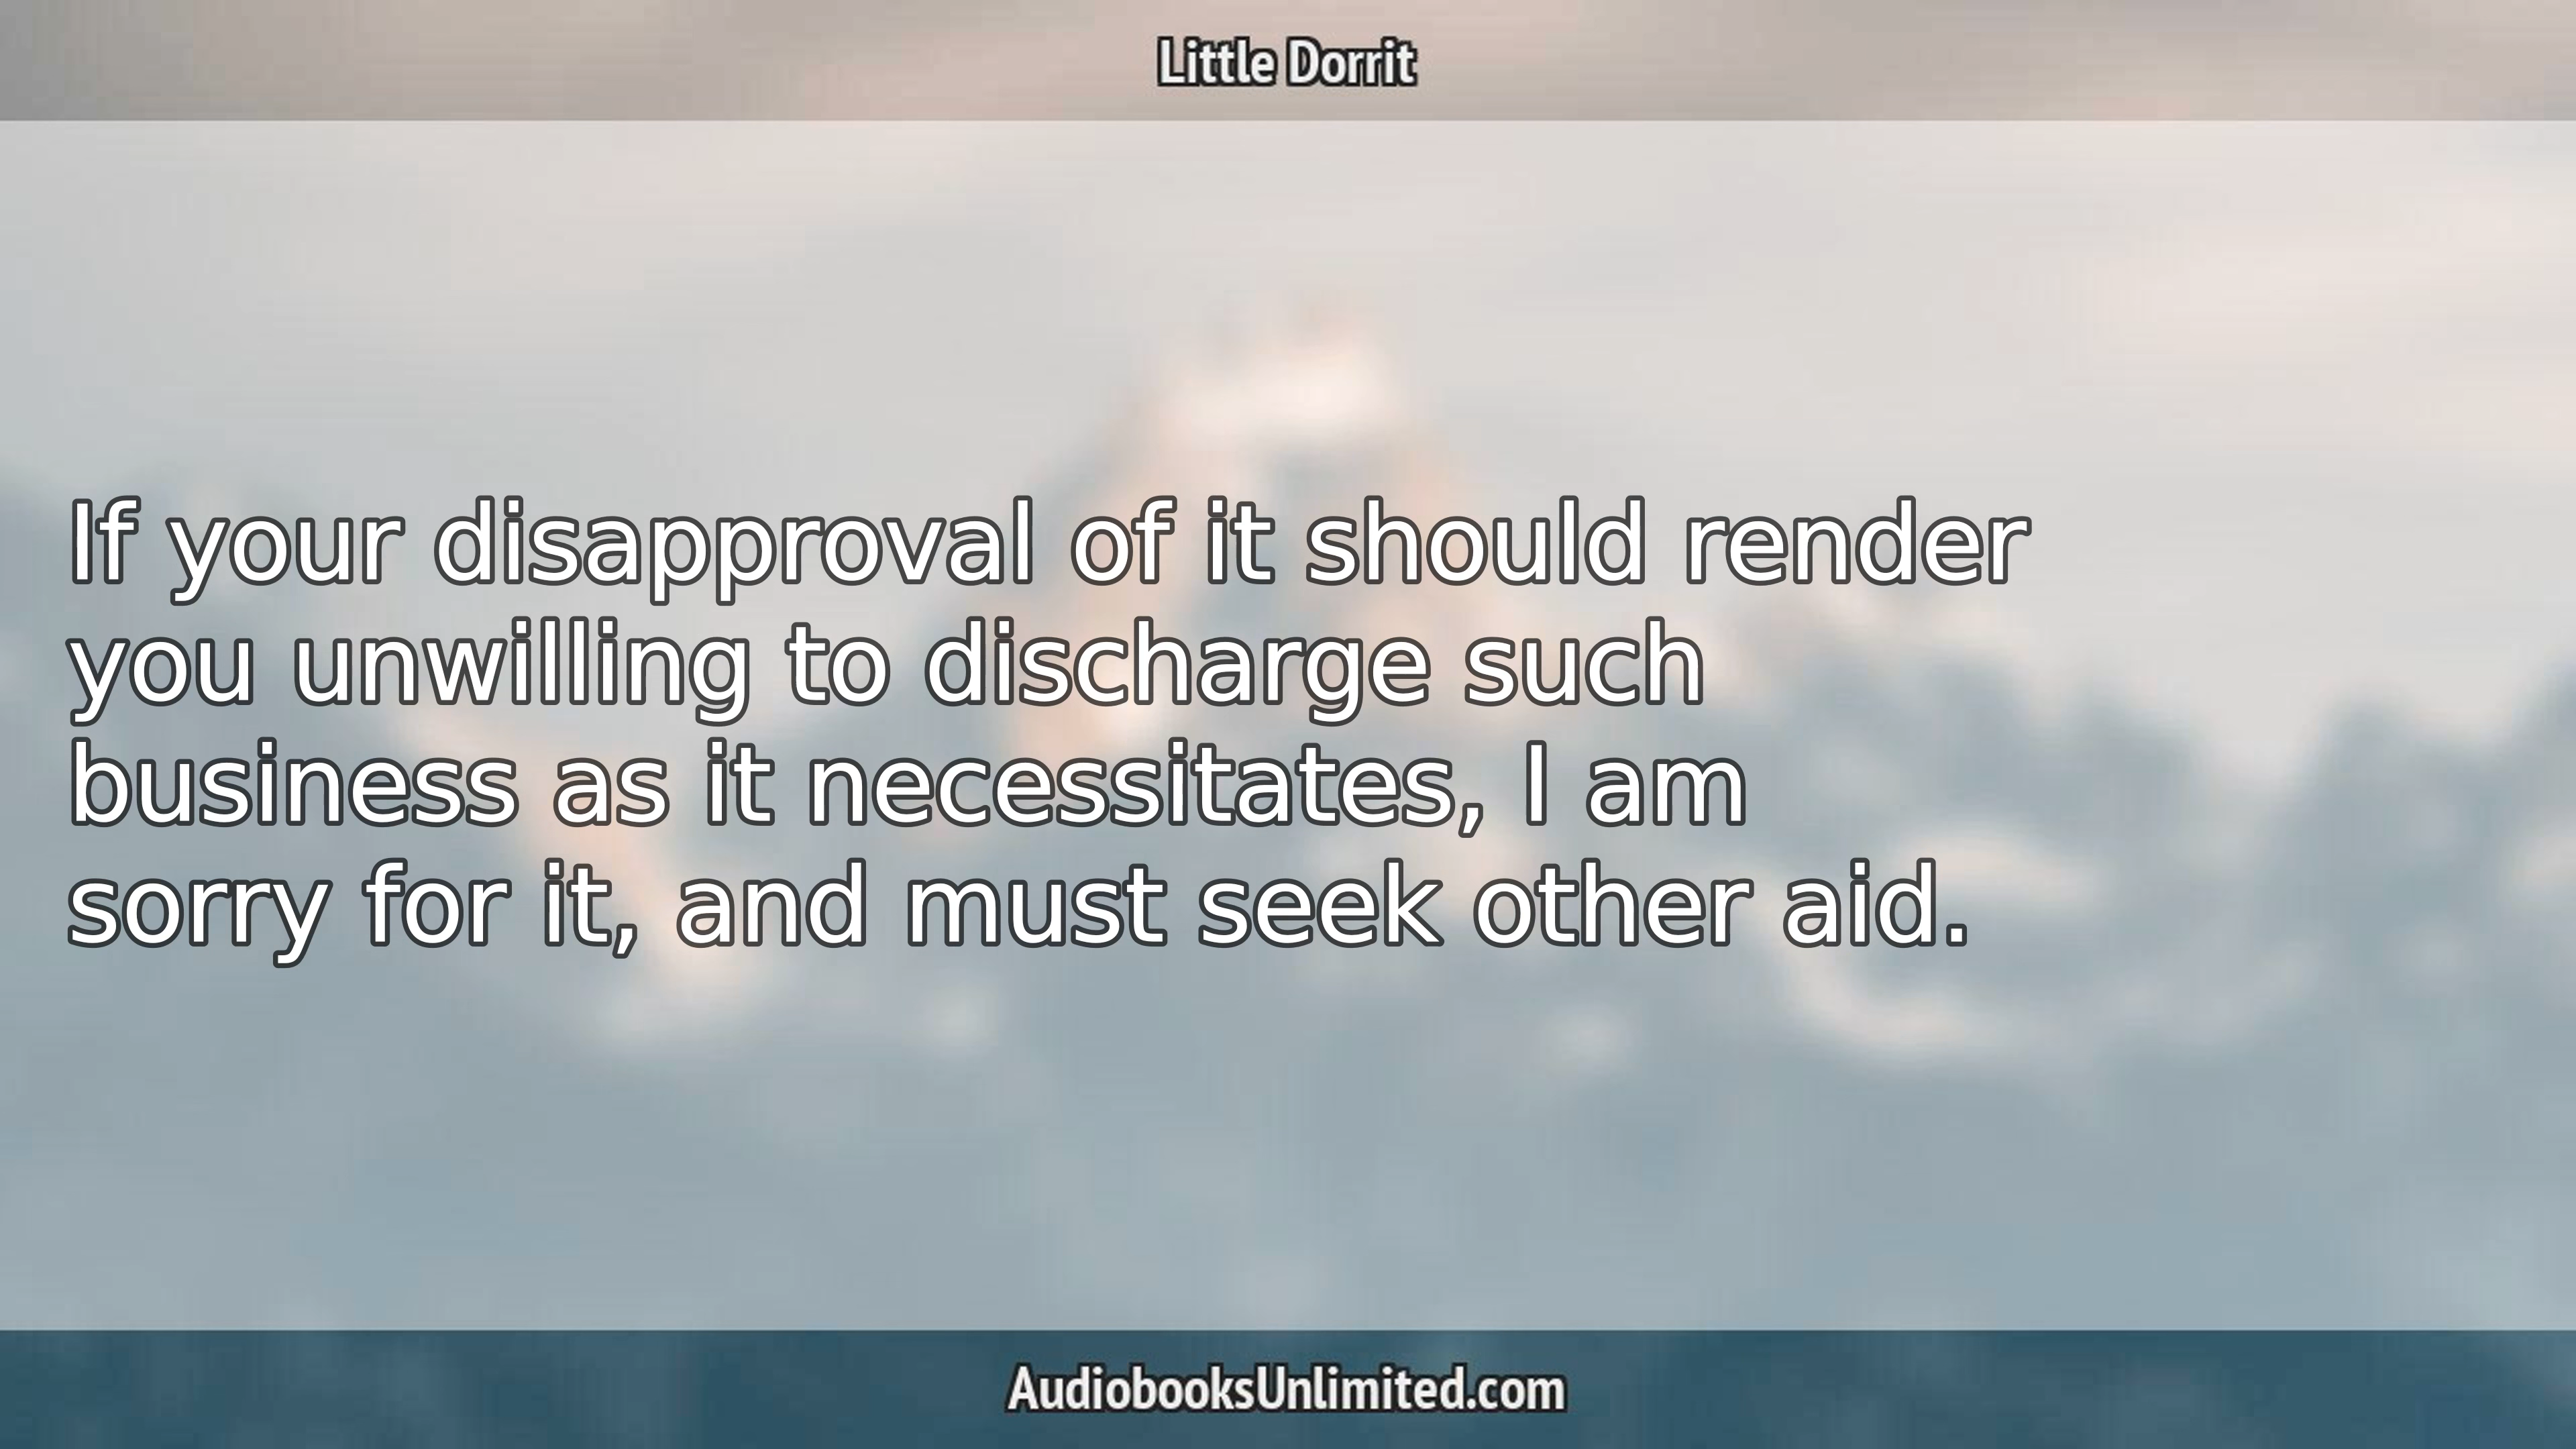 Little Dorrit
If your disapproval of it should render
you unwilling to discharge such
business as it necessitates, I am
sorry for it, and must seek other aid.
AudiobooksUnlimited.com